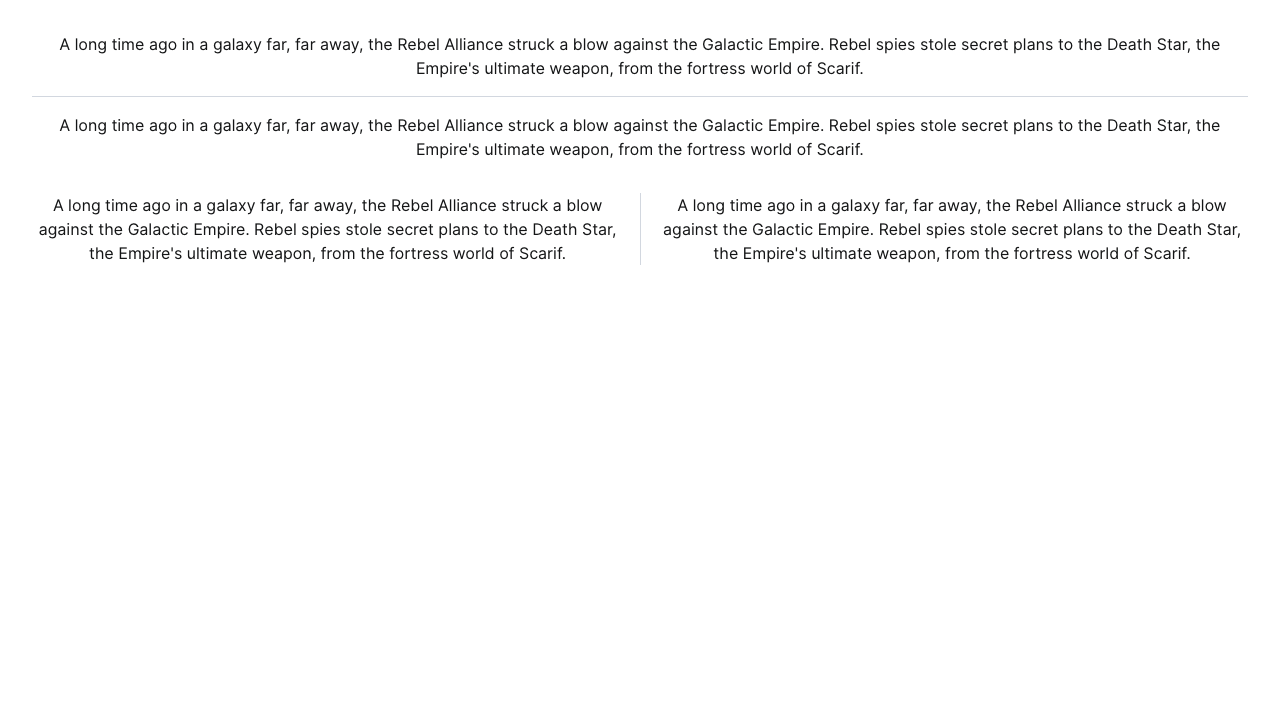 A long time ago in a galaxy far, far away, the Rebel Alliance struck a blow against the Galactic Empire. Rebel spies stole secret plans to the Death Star, the
Empire's ultimate weapon, from the fortress world of Scarif.
A long time ago in a galaxy far, far away, the Rebel Alliance struck a blow against the Galactic Empire. Rebel spies stole secret plans to the Death Star, the
Empire's ultimate weapon, from the fortress world of Scarif.
A long time ago in a galaxy far, far away, the Rebel Alliance struck a blow
against the Galactic Empire. Rebel spies stole secret plans to the Death Star,
the Empire's ultimate weapon, from the fortress world of Scarif.
A long time ago in a galaxy far, far away, the Rebel Alliance struck a blow
against the Galactic Empire. Rebel spies stole secret plans to the Death Star,
the Empire's ultimate weapon, from the fortress world of Scarif.